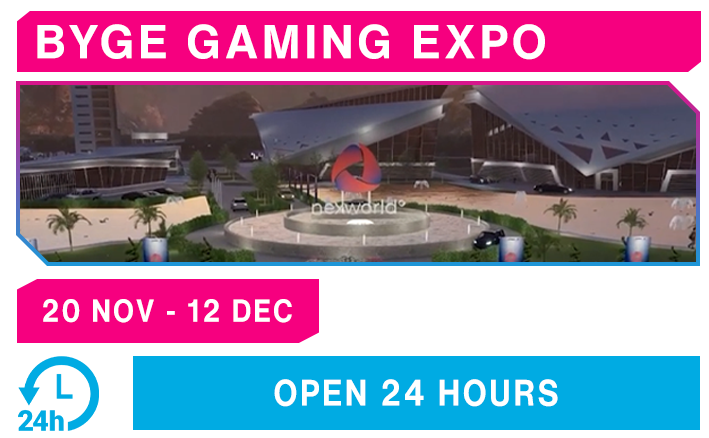 BYGE GAMING EXPO
nexworld°
20 NOV - 12 DEC
24h
OPEN 24 HOURS